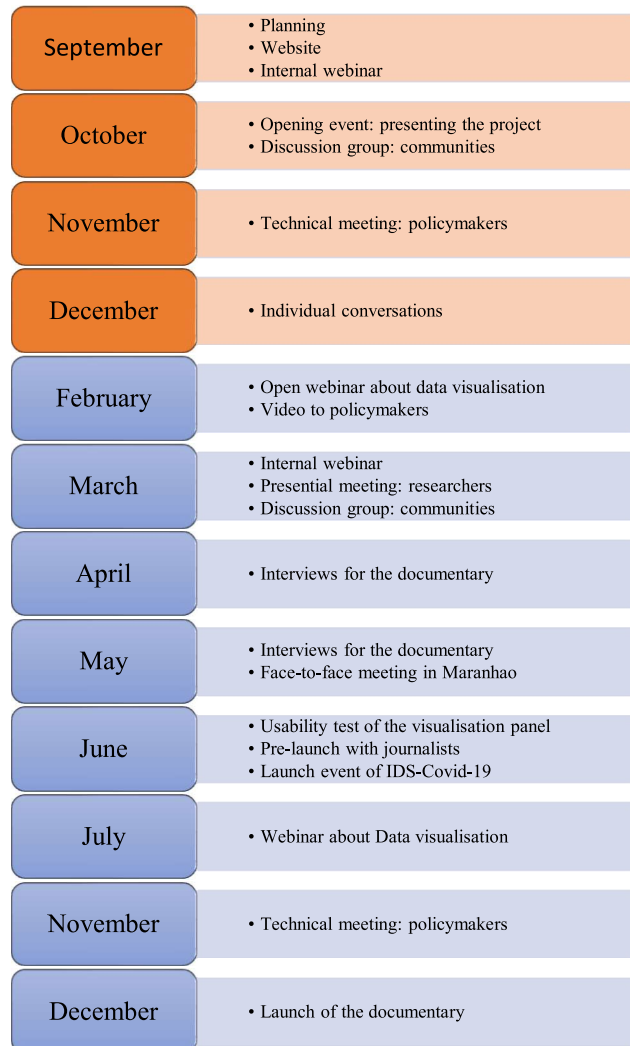 September
• Planning
• Website
• Internal webinar
October
• Opening event: presenting the project
• Discussion group: communities
November
• Technical meeting: policymakers
December
• Individual conversations
February
• Open webinar about data visualisation
• Video to policymakers
March
• Internal webinar
• Presential meeting: researchers
• Discussion group: communities
April
• Interviews for the documentary
May
• Interviews for the documentary
• Face-to-face meeting in Maranhao
June
• Usability test of the visualisation panel
• Pre-launch with journalists
• Launch event of IDS-Covid-19
July
• Webinar about Data visualisation
November
• Technical meeting: policymakers
December
• Launch of the documentary